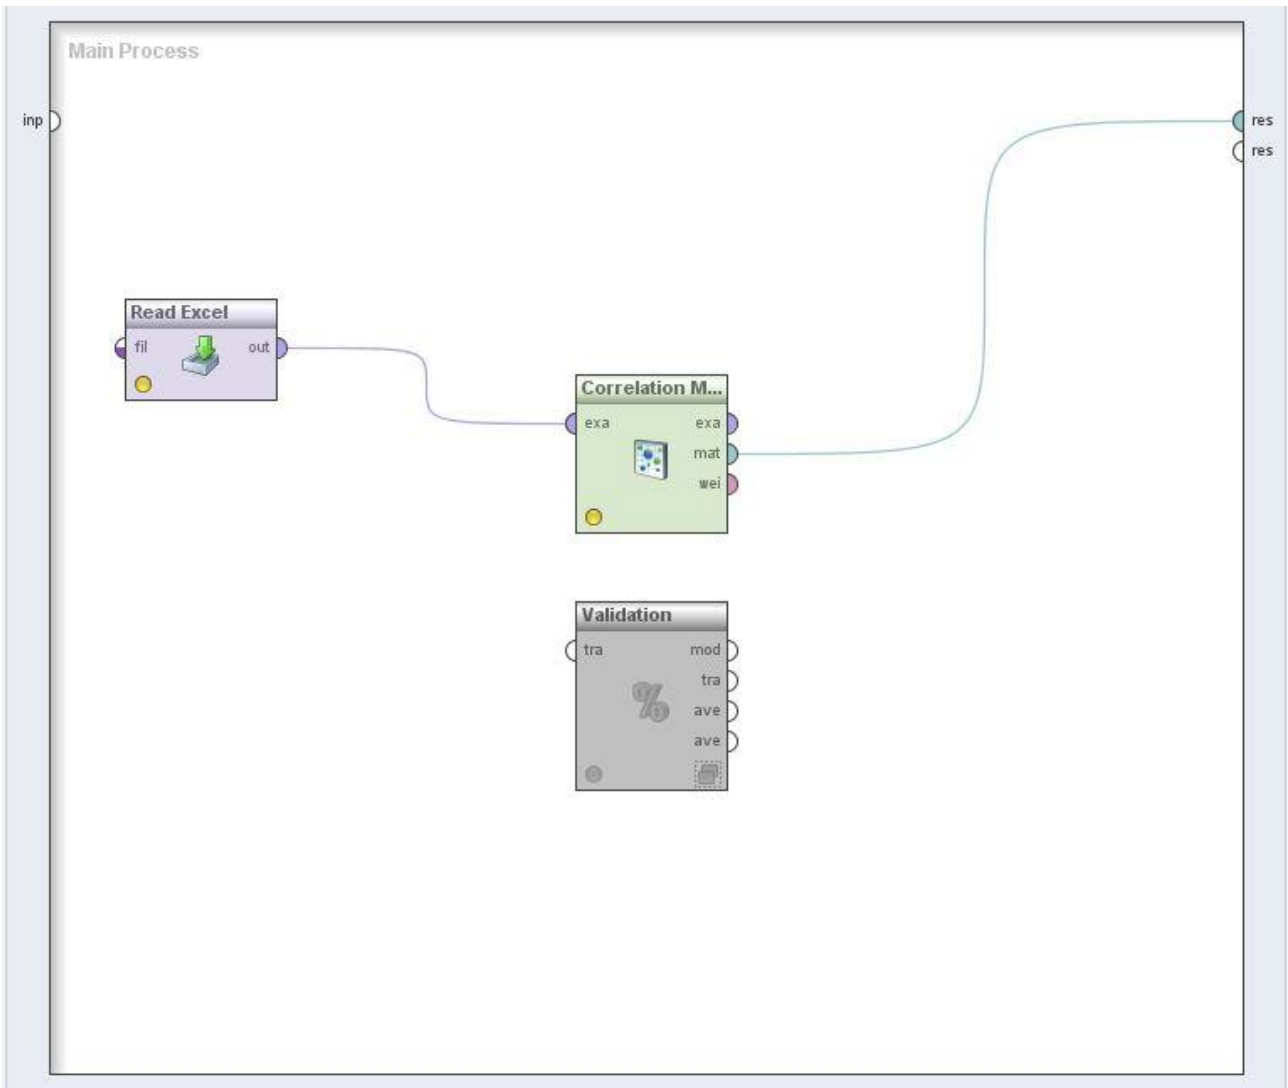 Main Process
inp
res
res
Read Excel
fil
out
Correlation M...
exa
exa
mat
wei
Validation
tra
mod
tra
ave
ave